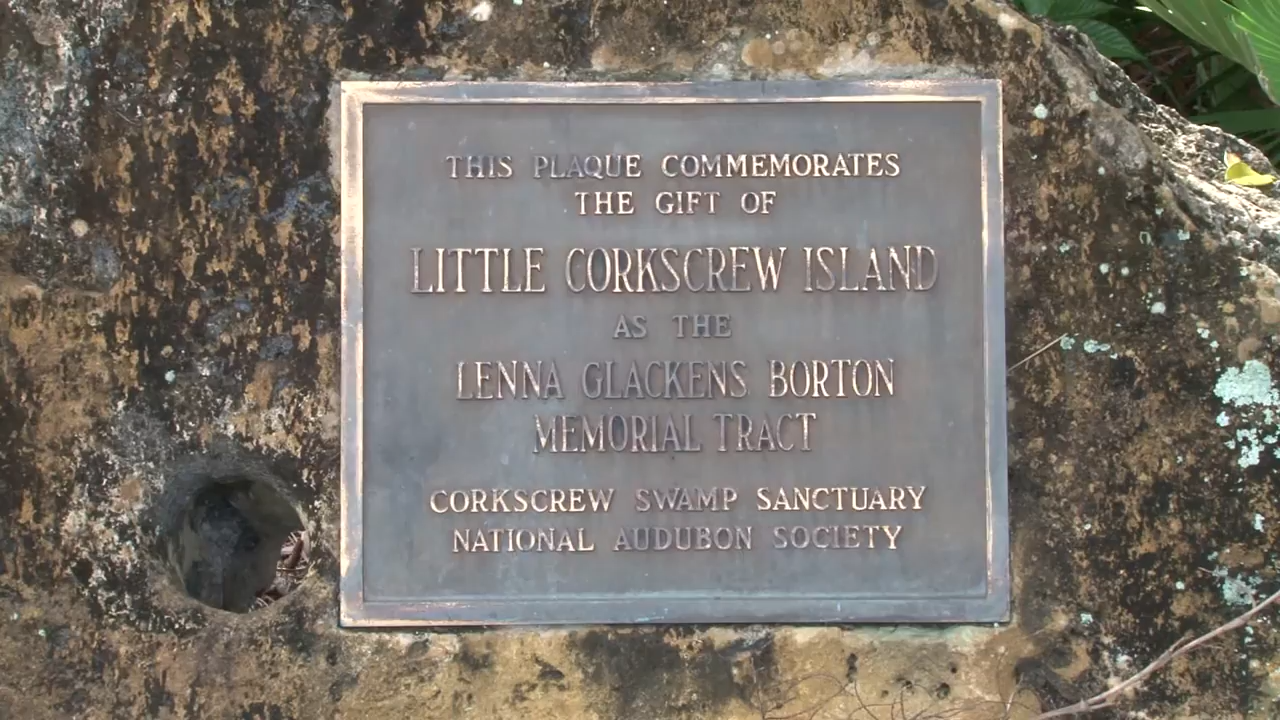 THIS PLAQUE COMMEMORATES
THE GIFT OF
LITTLE CORKSCREW ISLAND
AS THE
LENNA GLACKENS BORTON
MEMORIAL TRACT
CORKSCREW SWAMP SANCTUARY
NATIONAL AUDUBON SOCIETY